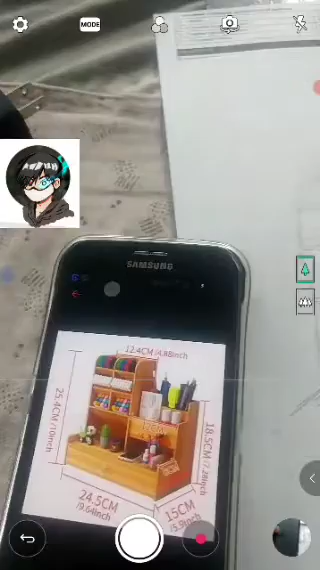 MODE
SAMSUNG
12.4CM/4.88inch
25.4CM/10inch
18.5CM/7.28inch
24.5CM
/9.64inch
15CM
/5.9inch